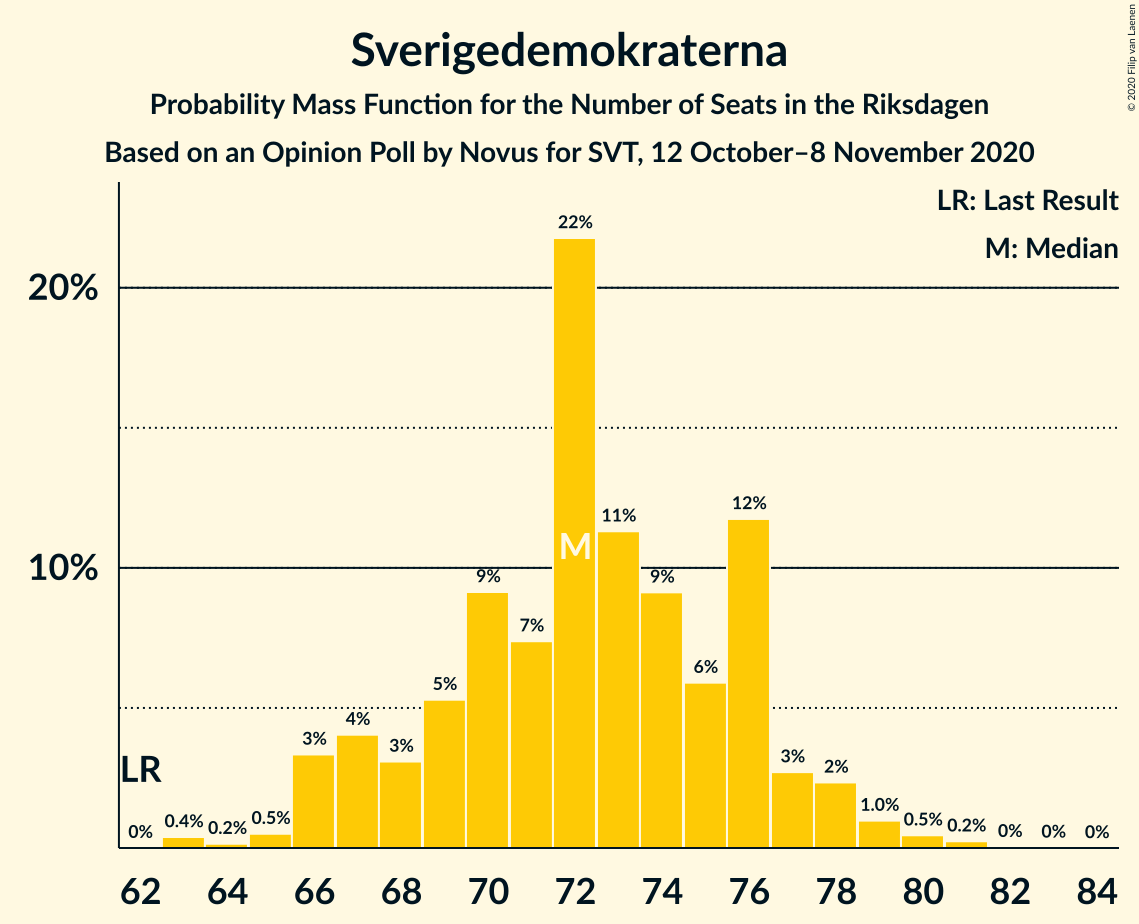 Sverigedemokraterna
Probability Mass Function for the Number of Seats in the Riksdagen
Based on an Opinion Poll by Novus for SVT, 12 October–8 November 2020
© 2020 Filip van Laenen
LR: Last Result
M: Median
20%
10%
LR
M
0%
0.4%
0.2%
0.5%
3%
4%
3%
5%
9%
7%
22%
11%
9%
6%
12%
3%
2%
1.0%
0.5%
0.2%
0%
0%
0%
62 64 66 68 70 72 74 76 78 80 82 84